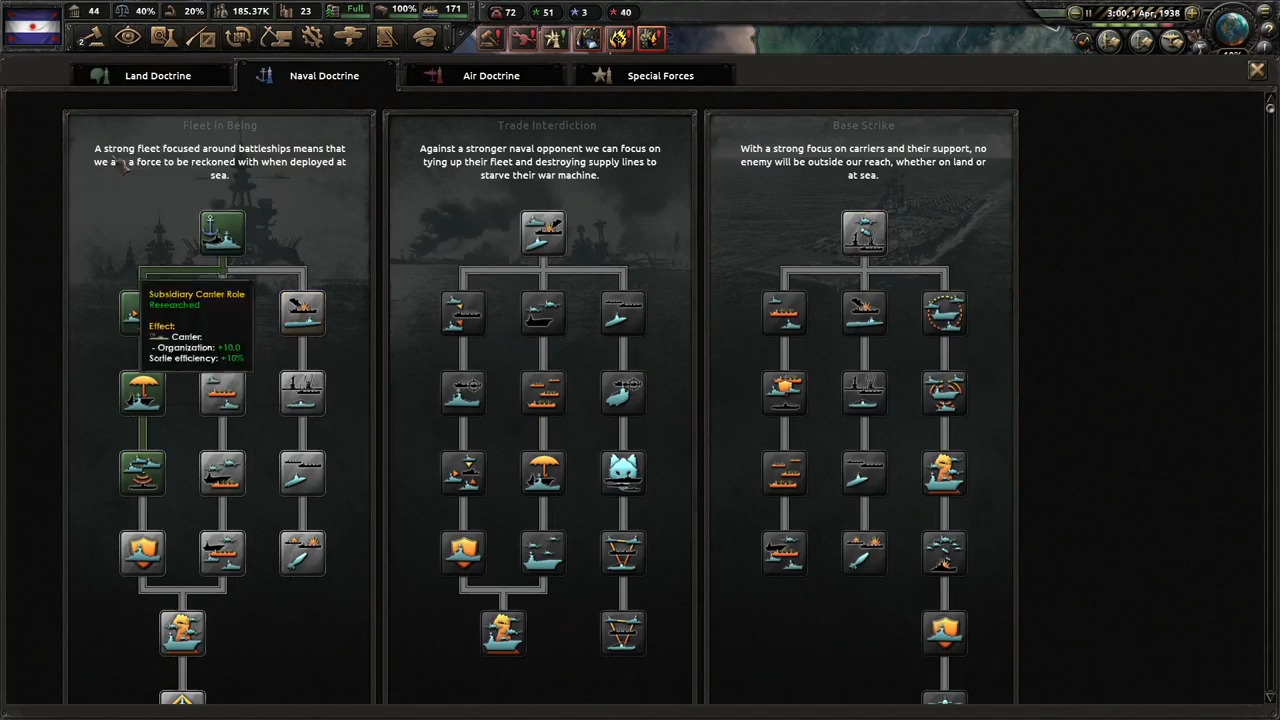 44 40% 20% 185.37K 23 Full 100% 171 72 51 3 40 3:00, 1 Apr, 1938
2
Land Doctrine Naval Doctrine Air Doctrine Special Forces
Fleet in Being Trade Interdiction Base Strike
A strong fleet focused around battleships means that
we a a force to be reckoned with when deployed at
sea.
Against a stronger naval opponent we can focus on
tying up their fleet and destroying supply lines to
starve their war machine.
With a strong focus on carriers and their support, no
enemy will be outside our reach, whether on land or
at sea.
Subsidiary Carrier Role
Researched
Effect:
Carrier:
- Organization: +10.0
Sortie efficiency: +10%